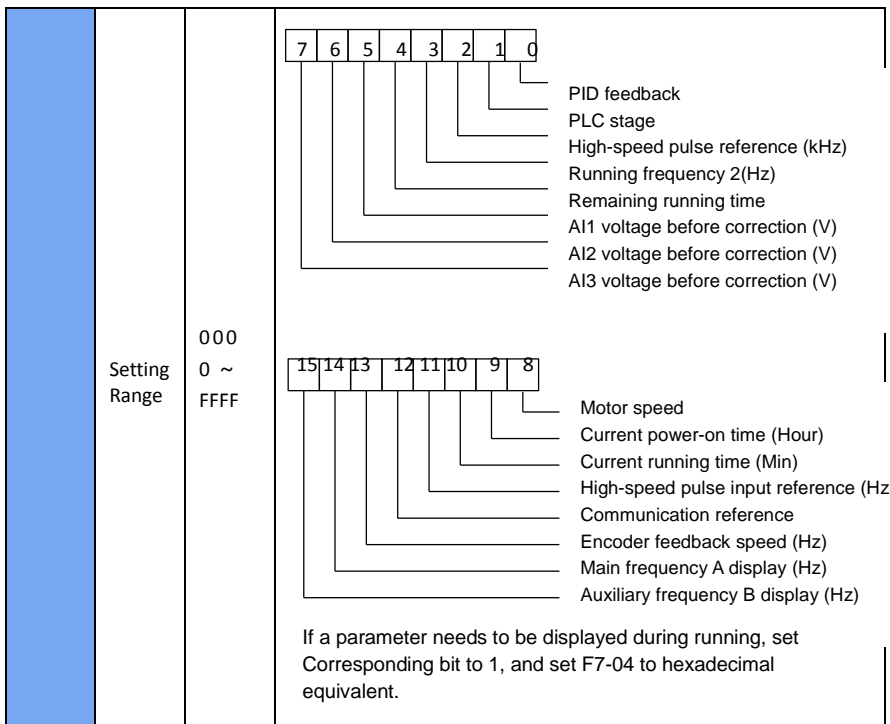 7 6 5 4 3 2 1 0
PID feedback
PLC stage
High-speed pulse reference (kHz)
Running frequency 2(Hz)
Remaining running time
AI1 voltage before correction (V)
AI2 voltage before correction (V)
AI3 voltage before correction (V)
Setting
Range
000
0 ~
FFFF
15 14 13 12 11 10 9 8
Motor speed
Current power-on time (Hour)
Current running time (Min)
High-speed pulse input reference (Hz
Communication reference
Encoder feedback speed (Hz)
Main frequency A display (Hz)
Auxiliary frequency B display (Hz)
If a parameter needs to be displayed during running, set
Corresponding bit to 1, and set F7-04 to hexadecimal
equivalent.